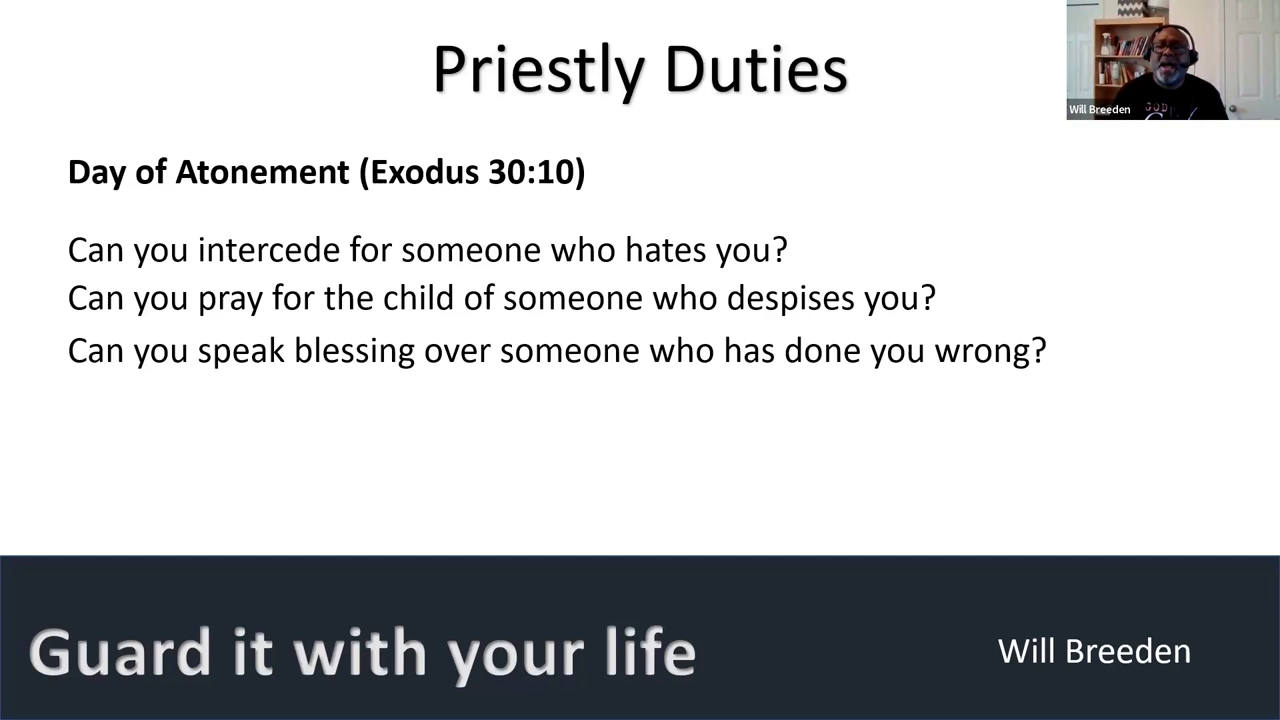 Priestly Duties
Will Breeden
GOD
Day of Atonement (Exodus 30:10)
Can you intercede for someone who hates you?
Can you pray for the child of someone who despises you?
Can you speak blessing over someone who has done you wrong?
Guard it with your life
Will Breeden